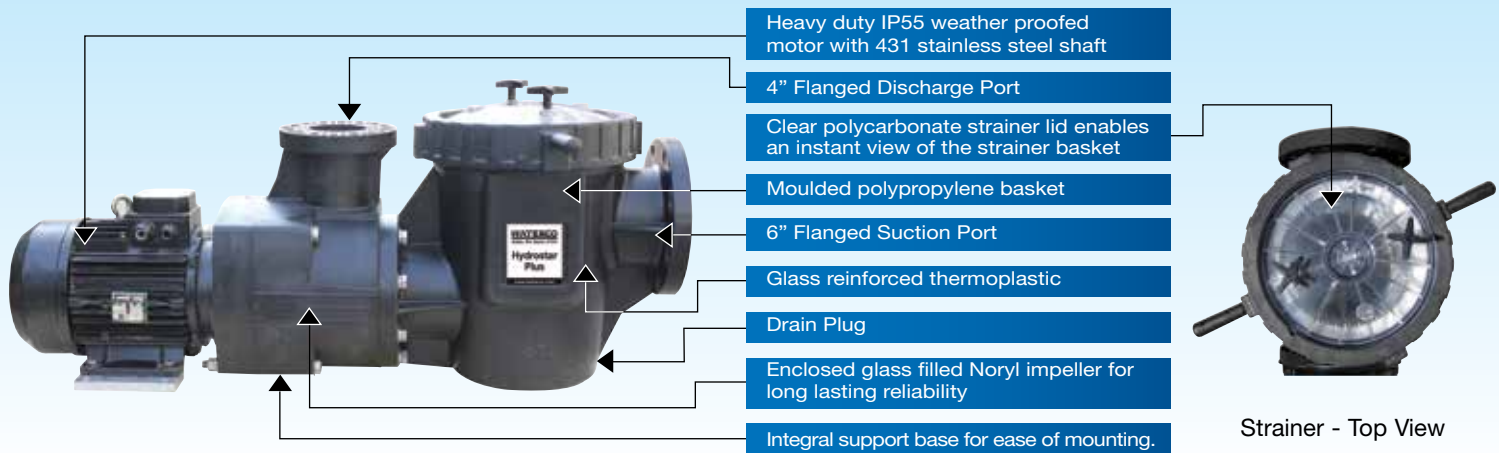 Heavy duty IP55 weather proofed
motor with 431 stainless steel shaft
4” Flanged Discharge Port
Clear polycarbonate strainer lid enables
an instant view of the strainer basket
Moulded polypropylene basket
6” Flanged Suction Port
Glass reinforced thermoplastic
Drain Plug
Enclosed glass filled Noryl impeller for
long lasting reliability
Integral support base for ease of mounting.
WATERCO
Hydrostar
Plus
Strainer - Top View